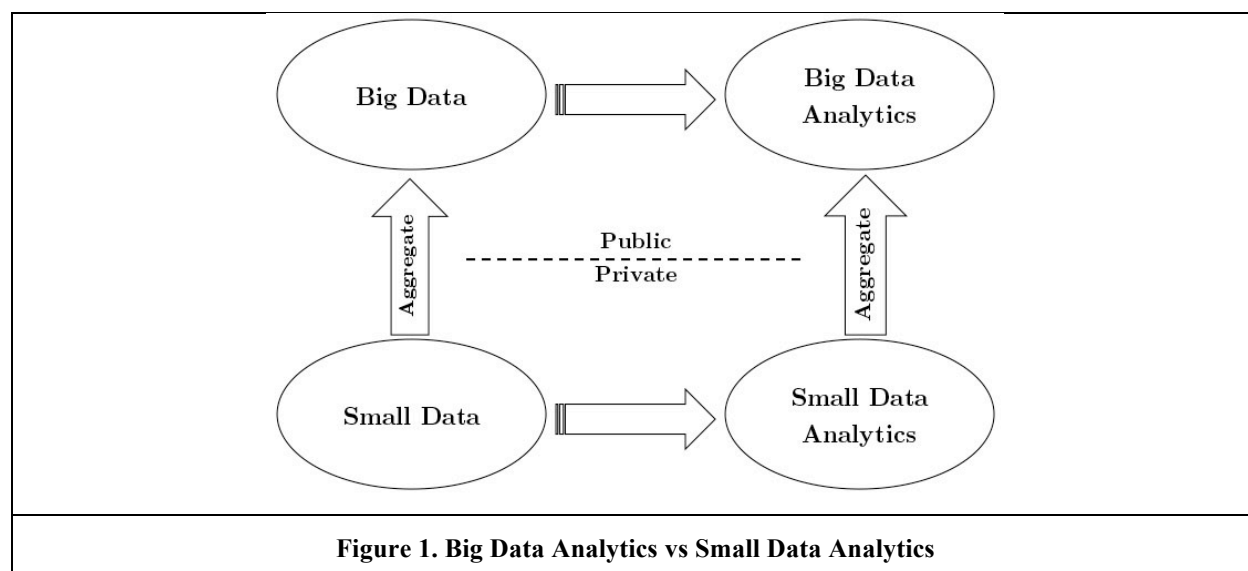 Big Data
Big Data
Analytics
Aggregate
Public
Private
Aggregate
Small Data
Small Data
Analytics
Figure 1. Big Data Analytics vs Small Data Analytics